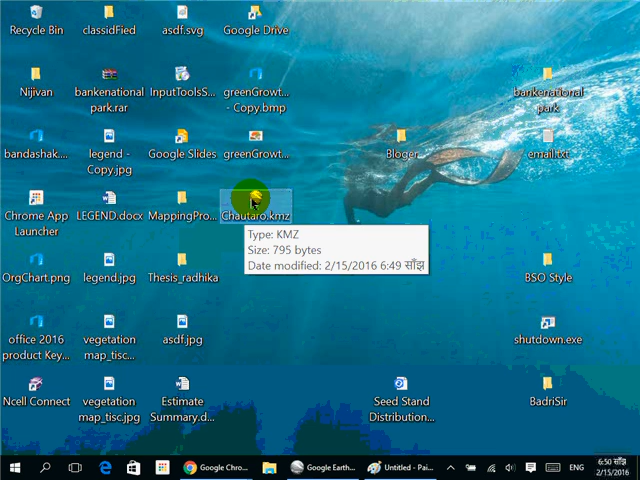 Recycle Bin
classidFied
asdf.svg
Google Drive
Nijivan
bankenational
park.rar
InputToolsS...
greenGrowt...
- Copy.bmp
bankenational
park
bandashak....
legend -
Copy.jpg
Google Slides
greenGrowt...
Bloger
email.txt
Chrome App
Launcher
LEGEND.docx
MappingPro...
Chautaro.kmz
Type: KMZ
Size: 795 bytes
Date modified: 2/15/2016 6:49 साँझ
OrgChart.png
legend.jpg
Thesis_radhika
BSO Style
office 2016
product Key...
vegetation
map_tisc...
asdf.jpg
shutdown.exe
Ncell Connect
vegetation
map_tisc.jpg
Estimate
Summary.d...
Seed Stand
Distribution...
BadriSir
Google Chro...
Google Earth...
Untitled - Pai...
ENG
6:50 साँझ
2/15/2016